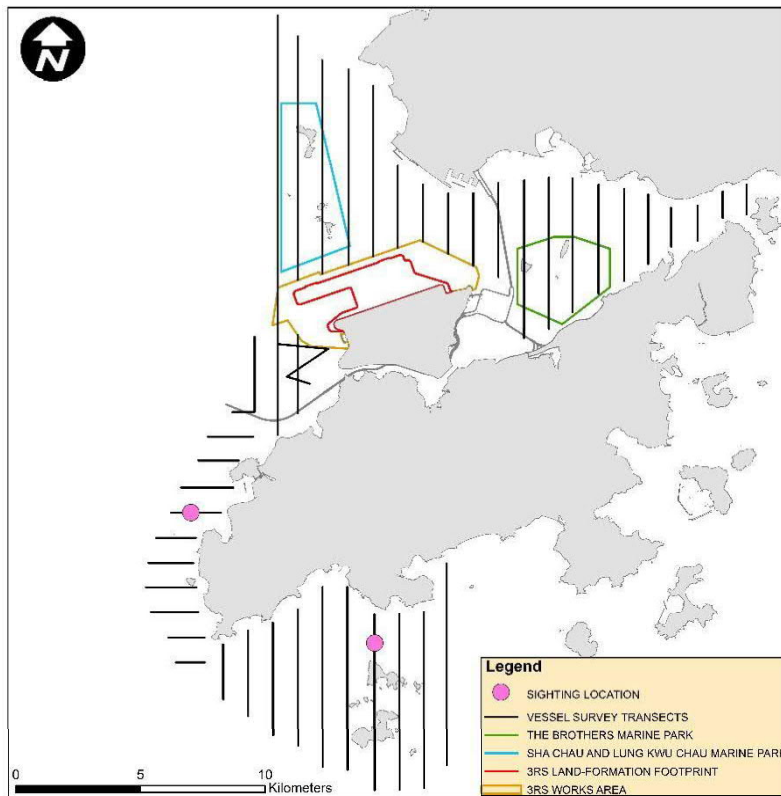 N
Legend
SIGHTING LOCATION
VESSEL SURVEY TRANSECTS
THE BROTHERS MARINE PARK
SHA CHAU AND LUNG KWU CHAU MARINE PARK
3RS LAND-FORMATION FOOTPRINT
3RS WORKS AREA
0 5 10
Kilometers